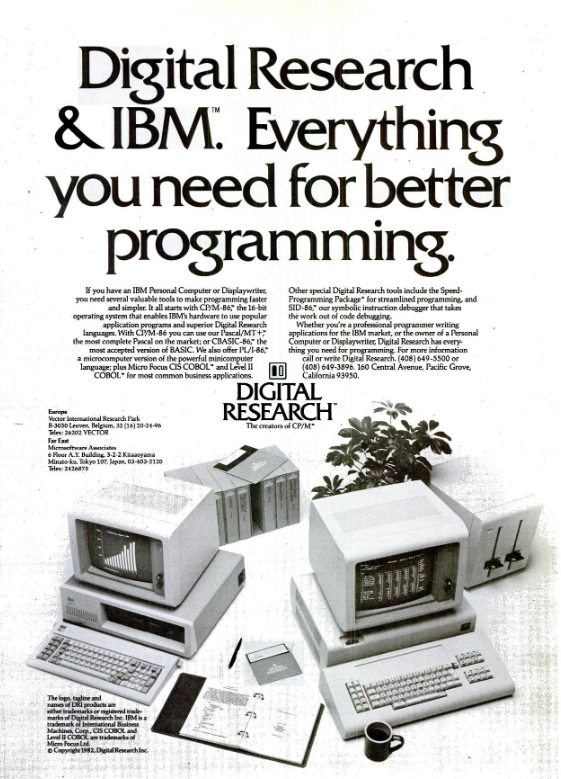 Digital Research
& IBM.™ Everything
you need for better
programming.
If you have an IBM Personal Computer or Displaywriter,
you need several valuable tools to make programming faster
and simpler. It all starts with CP/M-86,™ the 16-bit
operating system that enables IBM's hardware to use popular
application programs and superior Digital Research
languages. With CP/M-86 you can use our Pascal/MT+,™
the most complete Pascal on the market; or CBASIC-86,™ the
most accepted version of BASIC. We also offer PL/I-86,™
a microcomputer version of the powerful minicomputer
language; plus Micro Focus CIS COBOL™ and Level II
COBOL™ for most common business applications.
Other special Digital Research tools include the Speed-
Programming Package™ for streamlined programming, and
SID-86,™ our symbolic instruction debugger that takes
the work out of code debugging.
Whether you're a professional programmer writing
applications for the IBM market, or the owner of a Personal
Computer or Displaywriter, Digital Research has every-
thing you need for programming. For more information
call or write Digital Research. (408) 649-5500 or
(408) 649-3896. 160 Central Avenue, Pacific Grove,
California 93950.
DIGITAL
RESEARCH™
The creators of CP/M™
Europe
Vector International Research Park
B-3030 Leuven, Belgium, 32 (16) 20-24-96
Telex: 26202 VECTOR
Far East
Microsoftware Associates
6 Floor A.Y. Building, 3-2-2 Kitaaoyama
Minato-ku, Tokyo 107, Japan, 03-403-2120
Telex: 2426875
The logo, tagline and
names of DRI products are
either trademarks or registered trade-
marks of Digital Research Inc. IBM is a
trademark of International Business
Machines, Corp., CIS COBOL and
Level II COBOL are trademarks of
Micro Focus Ltd.
© Copyright 1982, Digital Research Inc.